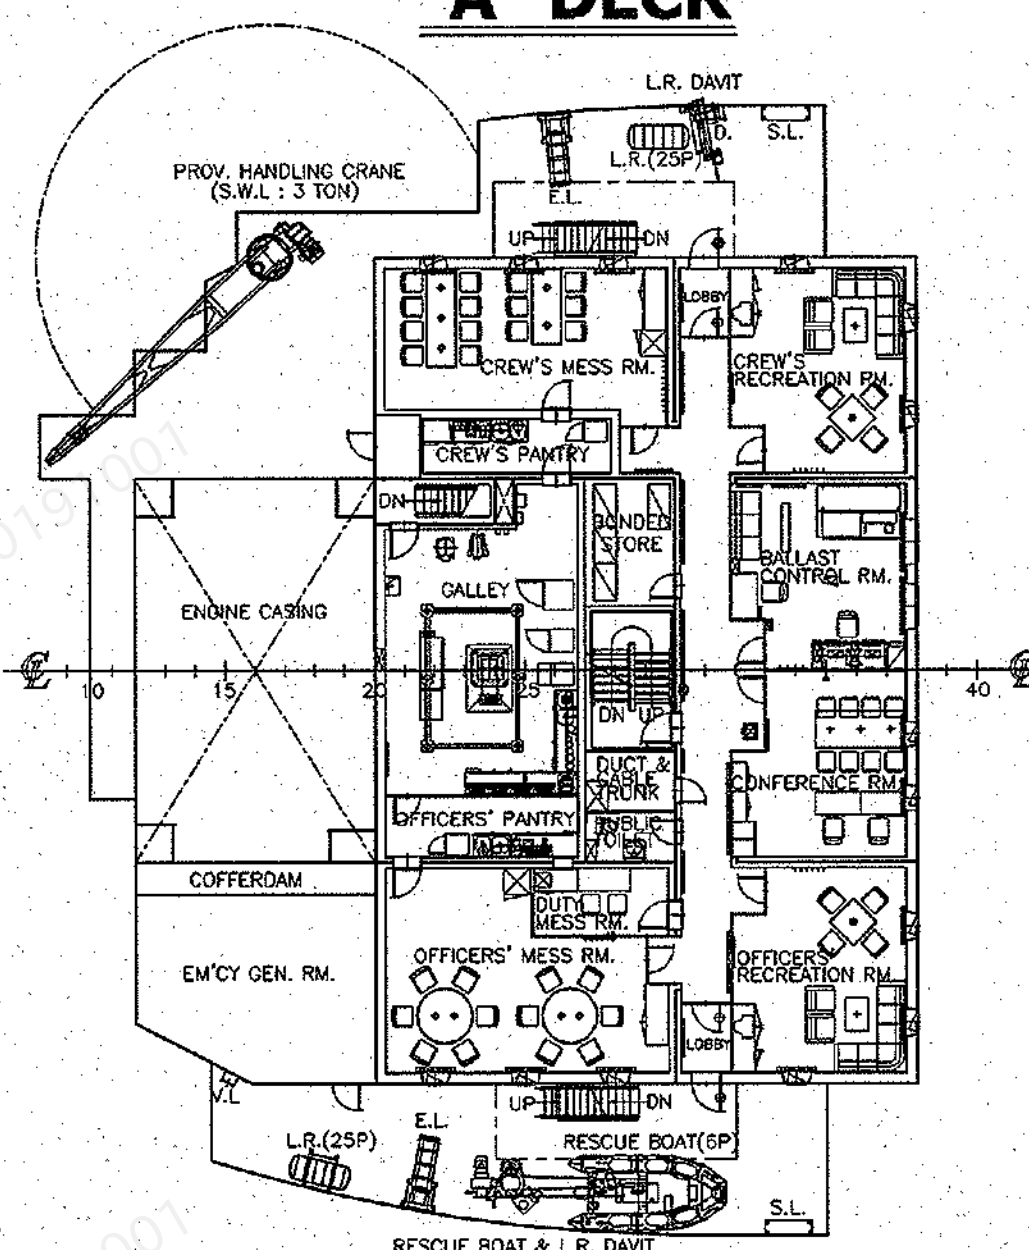 "A" DECK
L.R. DAVIT
D.
S.L.
L.R.(25P)
E.L.
PROV. HANDLING CRANE
(S.W.L : 3 TON)
UP
DN
LOBBY
CREW'S MESS RM.
CREW'S
RECREATION RM.
CREW'S PANTRY
DN
BONDED
STORE
BALLAST
CONTROL RM.
GALLEY
ENGINE CASING
10
15
20
25
40
DN UP
DUCT &
CABLE
TRUNK
CONFERENCE RM.
OFFICERS' PANTRY
PUBLIC
TOILET
COFFERDAM
DUTY
MESS RM.
EM'CY GEN. RM.
OFFICERS' MESS RM.
OFFICERS'
RECREATION RM.
LOBBY
V.L
UP
DN
E.L.
L.R.(25P)
RESCUE BOAT(6P)
S.L.
RESCUE BOAT & L.R. DAVIT
0191001
001